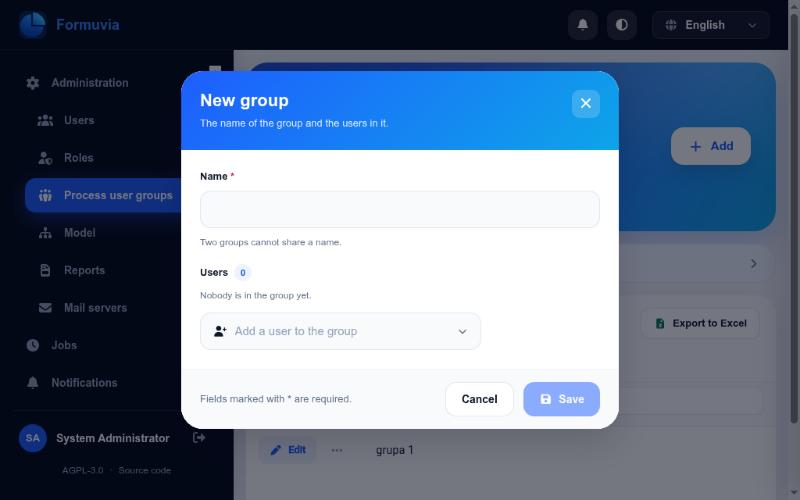 Formuvia
English
Administration
Users
Roles
Process user groups
Model
Reports
Mail servers
Jobs
Notifications
SA
System Administrator
AGPL-3.0 · Source code
New group
The name of the group and the users in it.
Name *
Two groups cannot share a name.
Users 0
Nobody is in the group yet.
Add a user to the group
Fields marked with * are required.
Cancel
Save
Add
Export to Excel
Edit
grupa 1